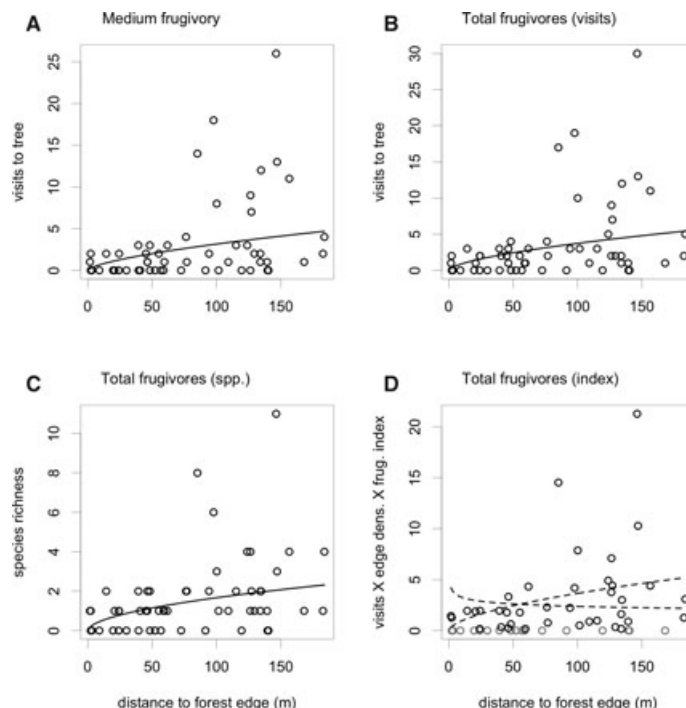 A Medium frugivory
visits to tree
25
20
15
10
5
0
0 50 100 150
B Total frugivores (visits)
visits to tree
30
25
20
15
10
5
0
0 50 100 150
C Total frugivores (spp.)
species richness
10
8
6
4
2
0
0 50 100 150
distance to forest edge (m)
D Total frugivores (index)
visits X edge dens. X frug. index
20
15
10
5
0
0 50 100 150
distance to forest edge (m)